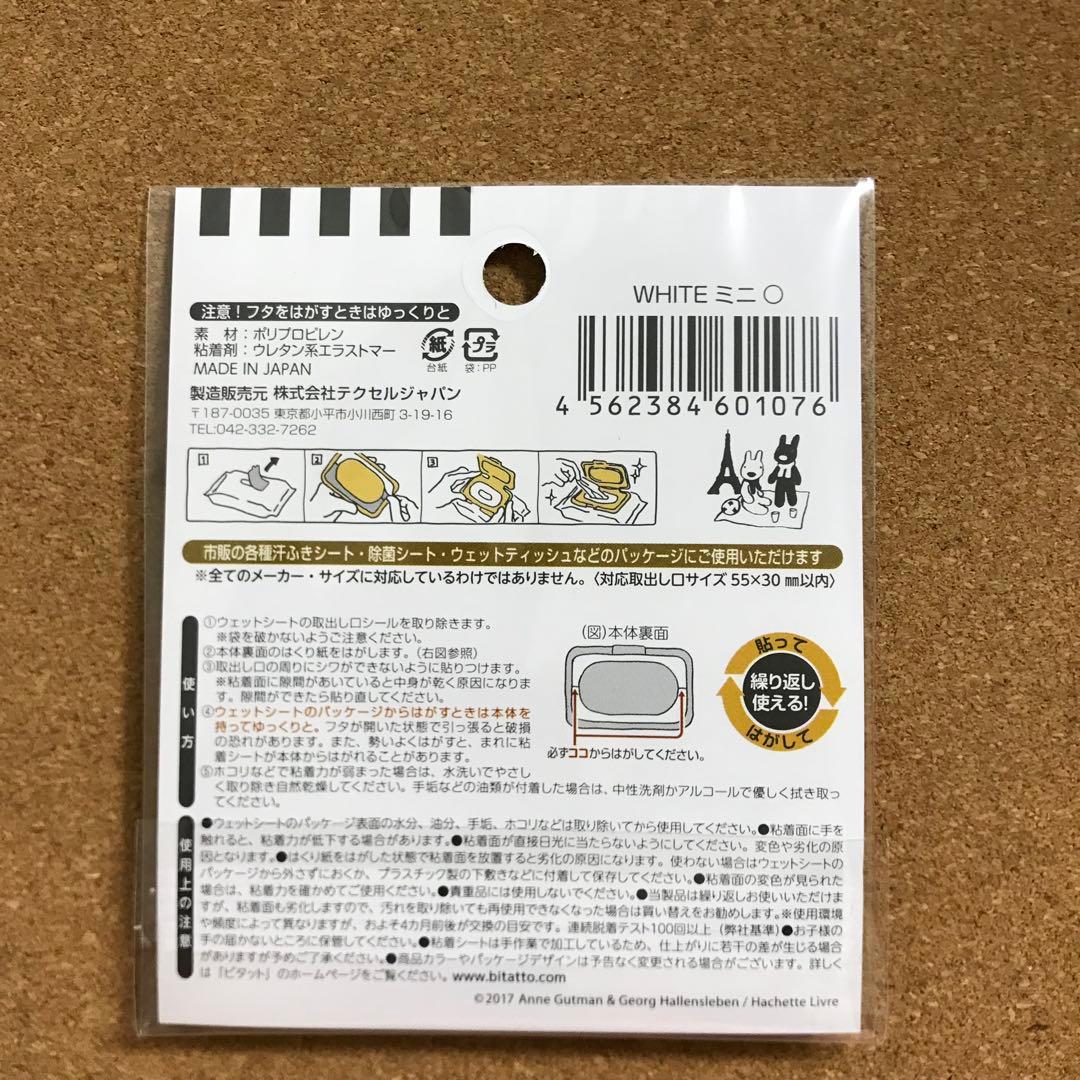 WHITE ミニ 〇
注意！フタをはがすときはゆっくりと
素　材：ポリプロピレン
粘着剤：ウレタン系エラストマー
MADE IN JAPAN
紙
台紙
プラ
袋：PP
製造販売元 株式会社テクセルジャパン
〒187-0035 東京都小平市小川西町 3-19-16
TEL:042-332-7262
4 562384 601076
1
2
3
市販の各種汗ふきシート・除菌シート・ウェットティッシュなどのパッケージにご使用いただけます
※全てのメーカー・サイズに対応しているわけではありません。〈対応取出し口サイズ 55×30 ㎜以内〉
使い方
①ウェットシートの取出し口シールを取り除きます。
※袋を破かないようご注意ください。
②本体裏面のはくり紙をはがします。（右図参照）
③取出し口の周りにシワができないように貼りつけます。
※粘着面に隙間があいていると中身が乾く原因になりま
す。隙間ができたら貼り直してください。
④ウェットシートのパッケージからはがすときは本体を
持ってゆっくりと。フタが開いた状態で引っ張ると破損
の恐れがあります。また、勢いよくはがすと、まれに粘
着シートが本体からはがれることがあります。
⑤ホコリなどで粘着力が弱まった場合は、水洗いでやさし
く取り除き自然乾燥してください。手垢などの油類が付着した場合は、中性洗剤かアルコールで優しく拭き取っ
てください。
(図)本体裏面
必ずココからはがしてください。
貼って
繰り返し
使える!
はがして
使用上の注意
●ウェットシートのパッケージ表面の水分、油分、手垢、ホコリなどは取り除いてから使用してください。●粘着面に手を
触れると、粘着力が低下する場合があります。●粘着面が直接日光に当たらないようにしてください。変色や劣化の原
因となります。●はくり紙をはがした状態で粘着面を放置すると劣化の原因になります。使わない場合はウェットシートの
パッケージから外さずにおくか、プラスチック製の下敷きなどに付着して保存してください。●粘着面の変色が見られた
場合は、粘着力を確かめてご使用ください。●貴重品には使用しないでください。●当製品は繰り返しお使いいただけま
すが、粘着面も劣化しますので、汚れを取り除いても再使用できなくなった場合は買い替えをお勧めします。※使用環境
や頻度によって異なりますが、およそ4カ月前後が交換の目安です。連続脱着テスト100回以上（弊社基準）●お子様の
手の届かないところに保管してください。●粘着シートは手作業で加工しているため、仕上がりに若干の差が生じる場合
がありますが予めご了承ください。●商品カラーやパッケージデザインは予告なく変更される場合がございます。詳しく
は「ビタット」のホームページをご覧ください。www.bitatto.com
©2017 Anne Gutman & Georg Hallensleben / Hachette Livre